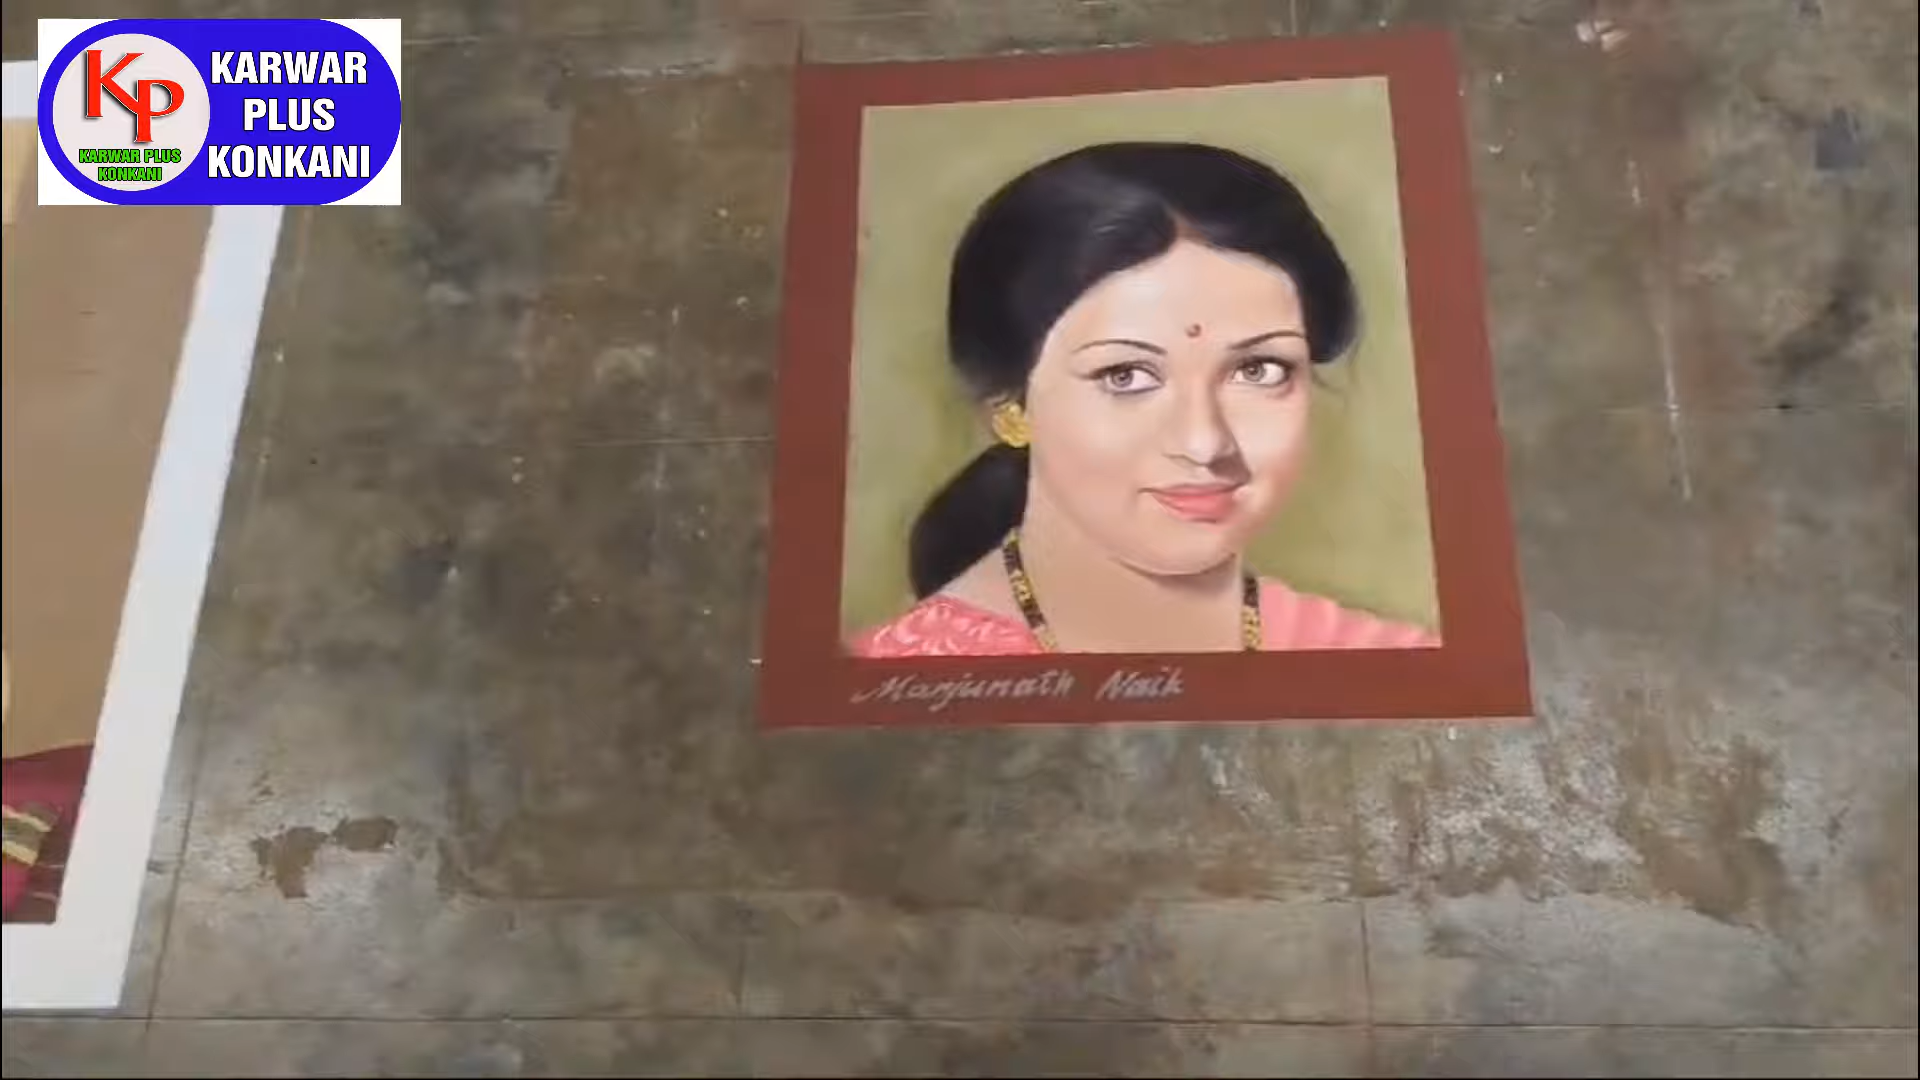 KP
KARWAR PLUS
KONKANI
KARWAR
PLUS
KONKANI
Manjunath Naik